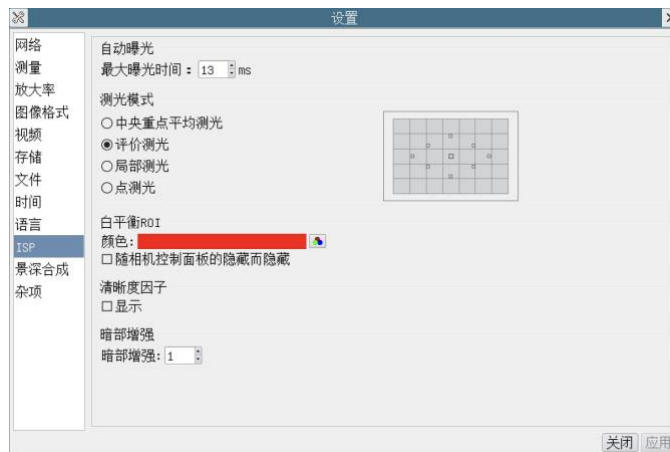 设置
网络
测量
放大率
图像格式
视频
存储
文件
时间
语言
ISP
景深合成
杂项
自动曝光
最大曝光时间: 13 ms
测光模式
中央重点平均测光
评价测光
局部测光
点测光
白平衡ROI
颜色:
随相机控制面板的隐藏而隐藏
清晰度因子
显示
暗部增强
暗部增强: 1
关闭 应用